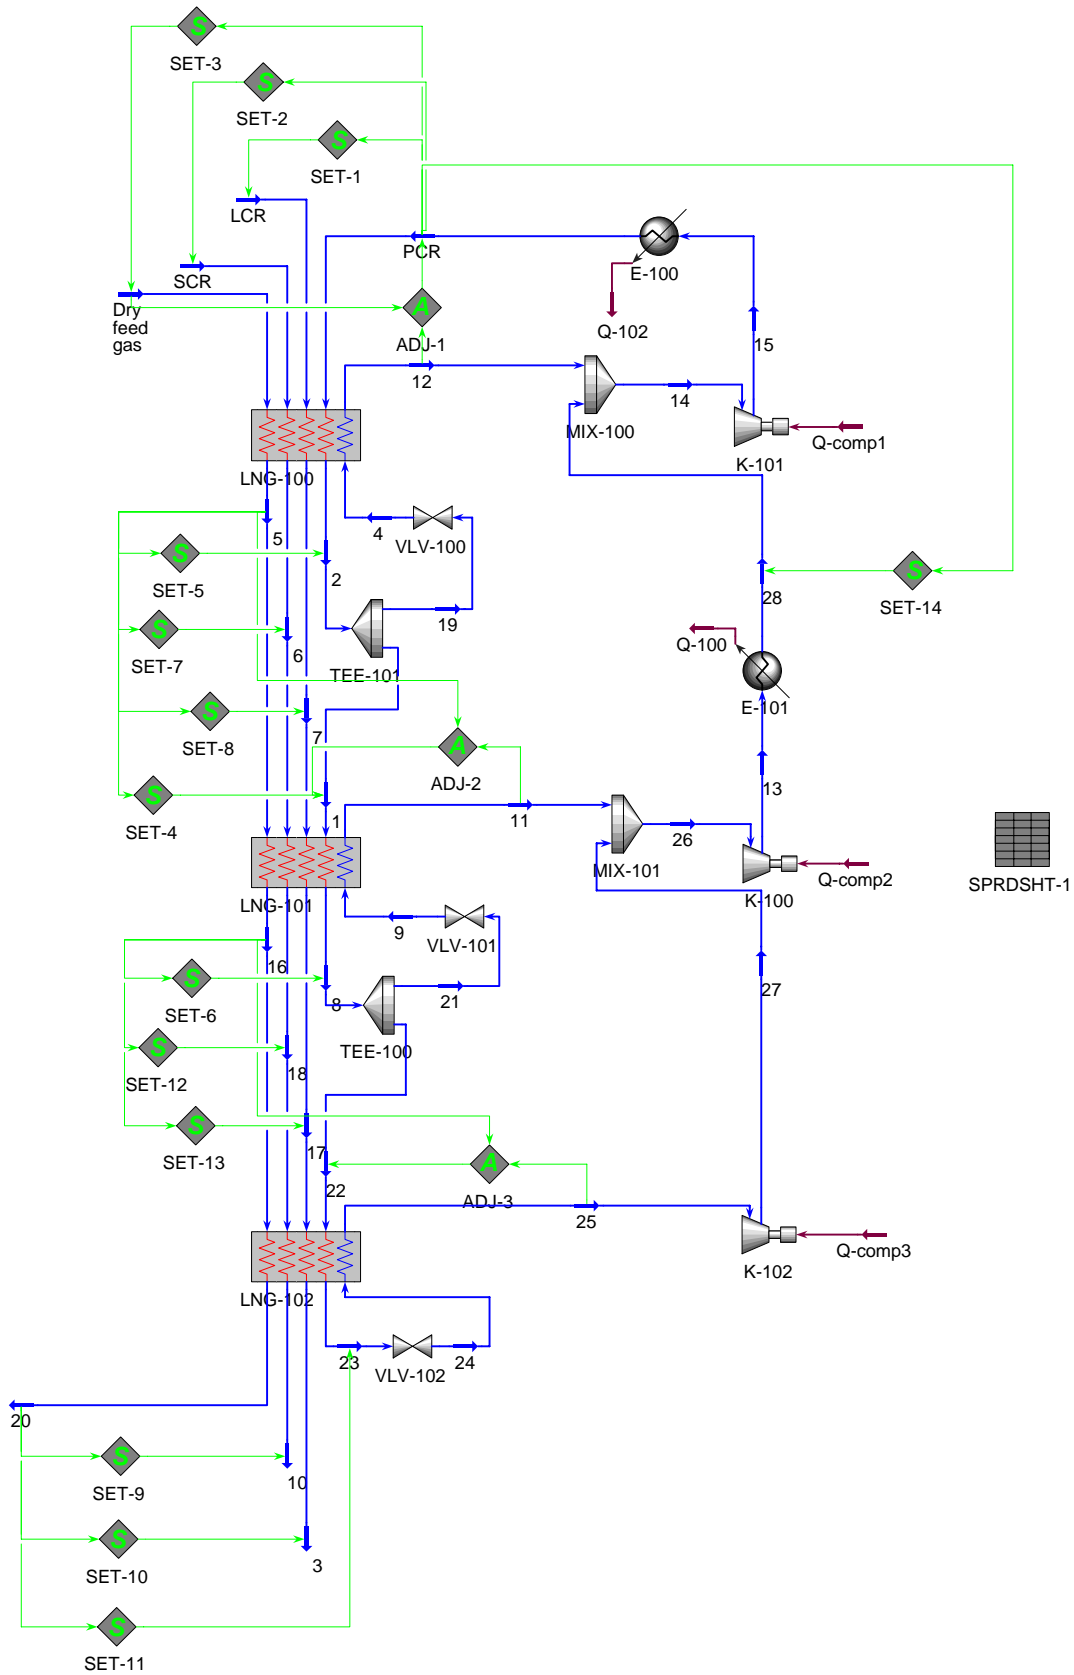 S
SET-3
S
SET-2
S
SET-1
LCR
PCR
E-100
SCR
Dry
feed
gas
A
ADJ-1
Q-102
15
12
MIX-100
14
K-101
Q-comp1
LNG-100
5
4
VLV-100
S
SET-5
2
S
SET-14
28
19
S
SET-7
6
TEE-101
Q-100
E-101
S
SET-8
7
A
ADJ-2
13
S
SET-4
1
11
MIX-101
26
K-100
Q-comp2
SPRDSHT-1
LNG-101
9
VLV-101
16
S
SET-6
8
21
27
S
SET-12
18
TEE-100
S
SET-13
17
A
ADJ-3
22
25
K-102
Q-comp3
LNG-102
23
VLV-102
24
20
S
SET-9
10
S
SET-10
3
S
SET-11